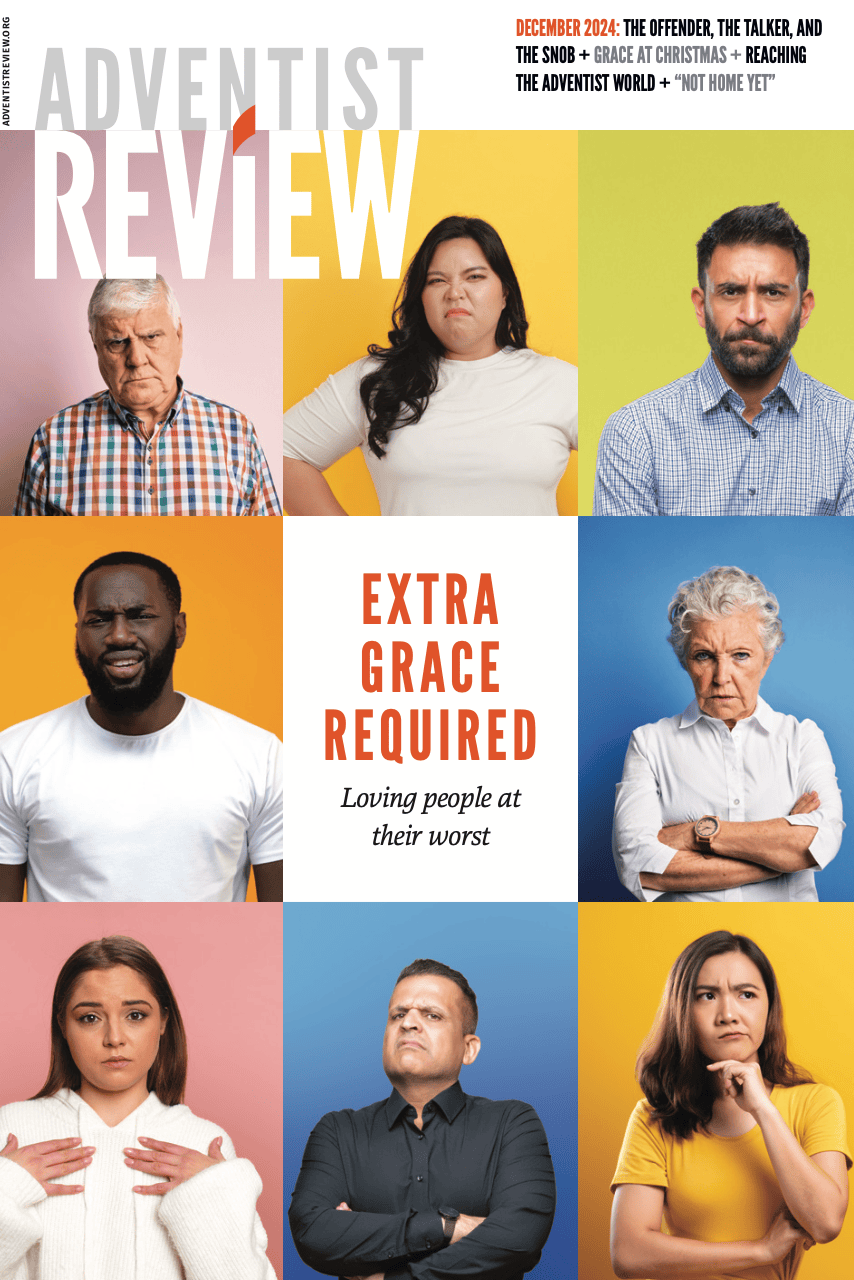 ADVENTISTREVIEW.ORG
DECEMBER 2024: THE OFFENDER, THE TALKER, AND
THE SNOB + GRACE AT CHRISTMAS + REACHING
THE ADVENTIST WORLD + “NOT HOME YET”
ADVENTIST
REVIEW
EXTRA
GRACE
REQUIRED
Loving people at
their worst